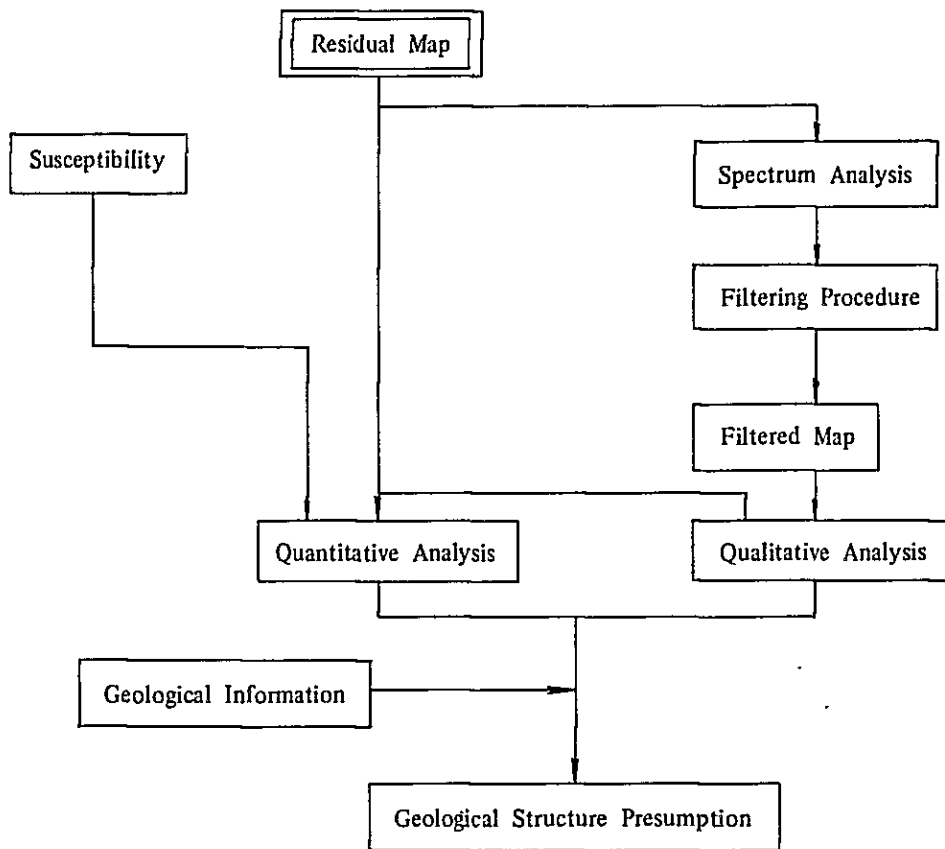 Residual Map
Susceptibility
Spectrum Analysis
Filtering Procedure
Filtered Map
Quantitative Analysis
Qualitative Analysis
Geological Information
Geological Structure Presumption